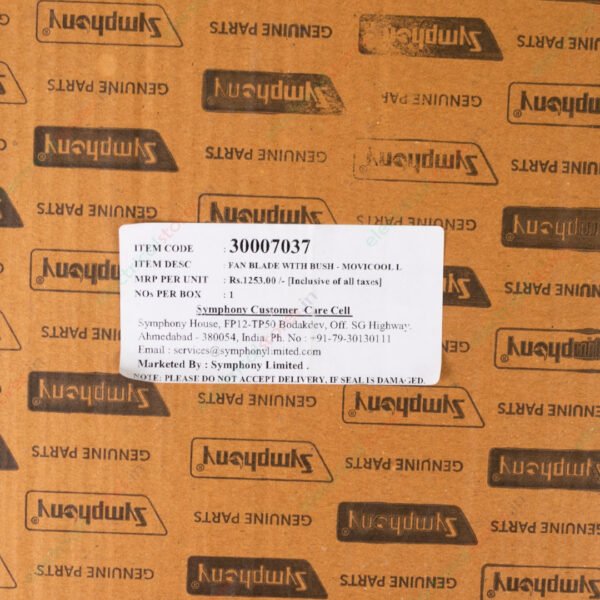 Symphony
GENUINE PARTS
ITEM CODE : 30007037
ITEM DESC : FAN BLADE WITH BUSH - MOVICOOL L
MRP PER UNIT : Rs.1253.00 /- [Inclusive of all taxes]
NOs PER BOX : 1
Symphony Customer Care Cell
Symphony House, FP12-TP50 Bodakdev, Off. SG Highway,
Ahmedabad - 380054, India. Ph. No : +91-79-30130111
Email : services@symphonylimited.com
Marketed By : Symphony Limited .
NOTE: PLEASE DO NOT ACCEPT DELIVERY, IF SEAL IS DAMAGED.